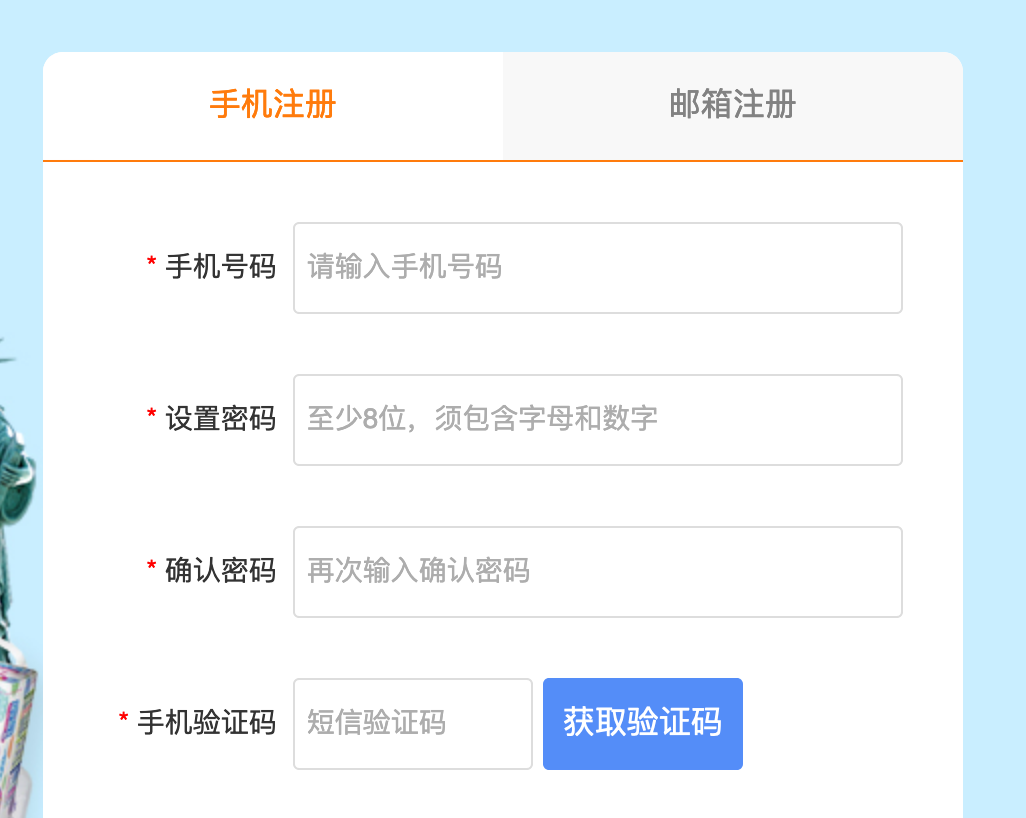 手机注册 邮箱注册
* 手机号码 请输入手机号码
* 设置密码 至少8位，须包含字母和数字
* 确认密码 再次输入确认密码
* 手机验证码 短信验证码 获取验证码